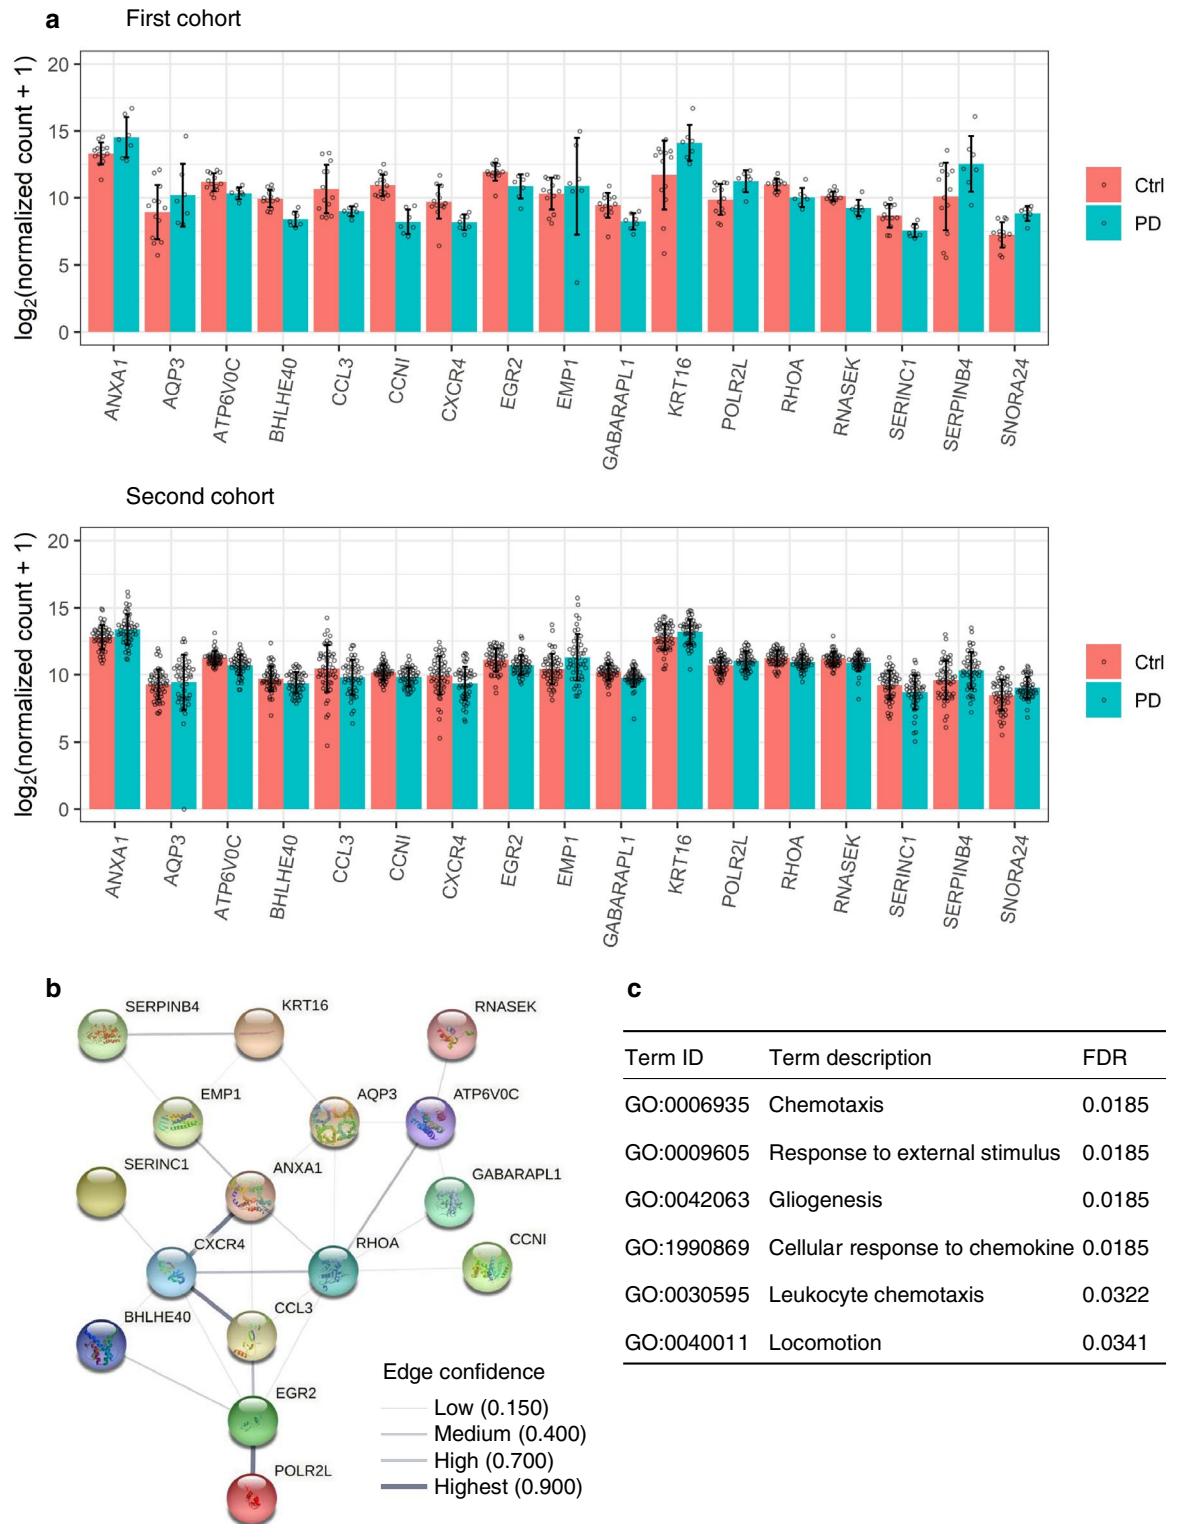 a
First cohort
log2(normalized count + 1)
20
15
10
5
0
ANXA1
AQP3
ATP6V0C
BHLHE40
CCL3
CCNI
CXCR4
EGR2
EMP1
GABARAPL1
KRT16
POLR2L
RHOA
RNASEK
SERINC1
SERPINB4
SNORA24
Ctrl
PD
Second cohort
log2(normalized count + 1)
20
15
10
5
0
ANXA1
AQP3
ATP6V0C
BHLHE40
CCL3
CCNI
CXCR4
EGR2
EMP1
GABARAPL1
KRT16
POLR2L
RHOA
RNASEK
SERINC1
SERPINB4
SNORA24
Ctrl
PD
b
SERPINB4
KRT16
RNASEK
EMP1
AQP3
ATP6V0C
SERINC1
ANXA1
GABARAPL1
CXCR4
RHOA
CCNI
BHLHE40
CCL3
EGR2
POLR2L
Edge confidence
Low (0.150)
Medium (0.400)
High (0.700)
Highest (0.900)
c
Term ID Term description FDR
GO:0006935 Chemotaxis 0.0185
GO:0009605 Response to external stimulus 0.0185
GO:0042063 Gliogenesis 0.0185
GO:1990869 Cellular response to chemokine 0.0185
GO:0030595 Leukocyte chemotaxis 0.0322
GO:0040011 Locomotion 0.0341